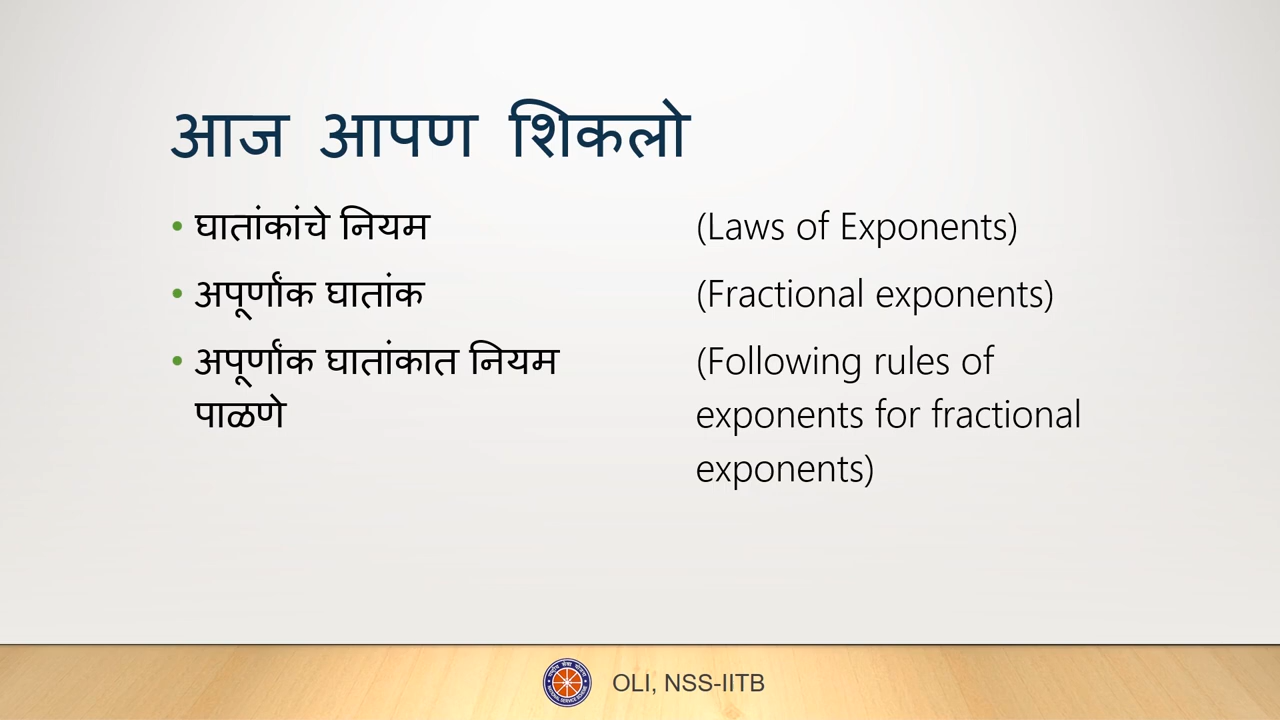 आज आपण शिकलो
घातांकांचे नियम (Laws of Exponents)
अपूर्णांक घातांक (Fractional exponents)
अपूर्णांक घातांकात नियम (Following rules of
पाळणे exponents for fractional
exponents)
OLI, NSS-IITB